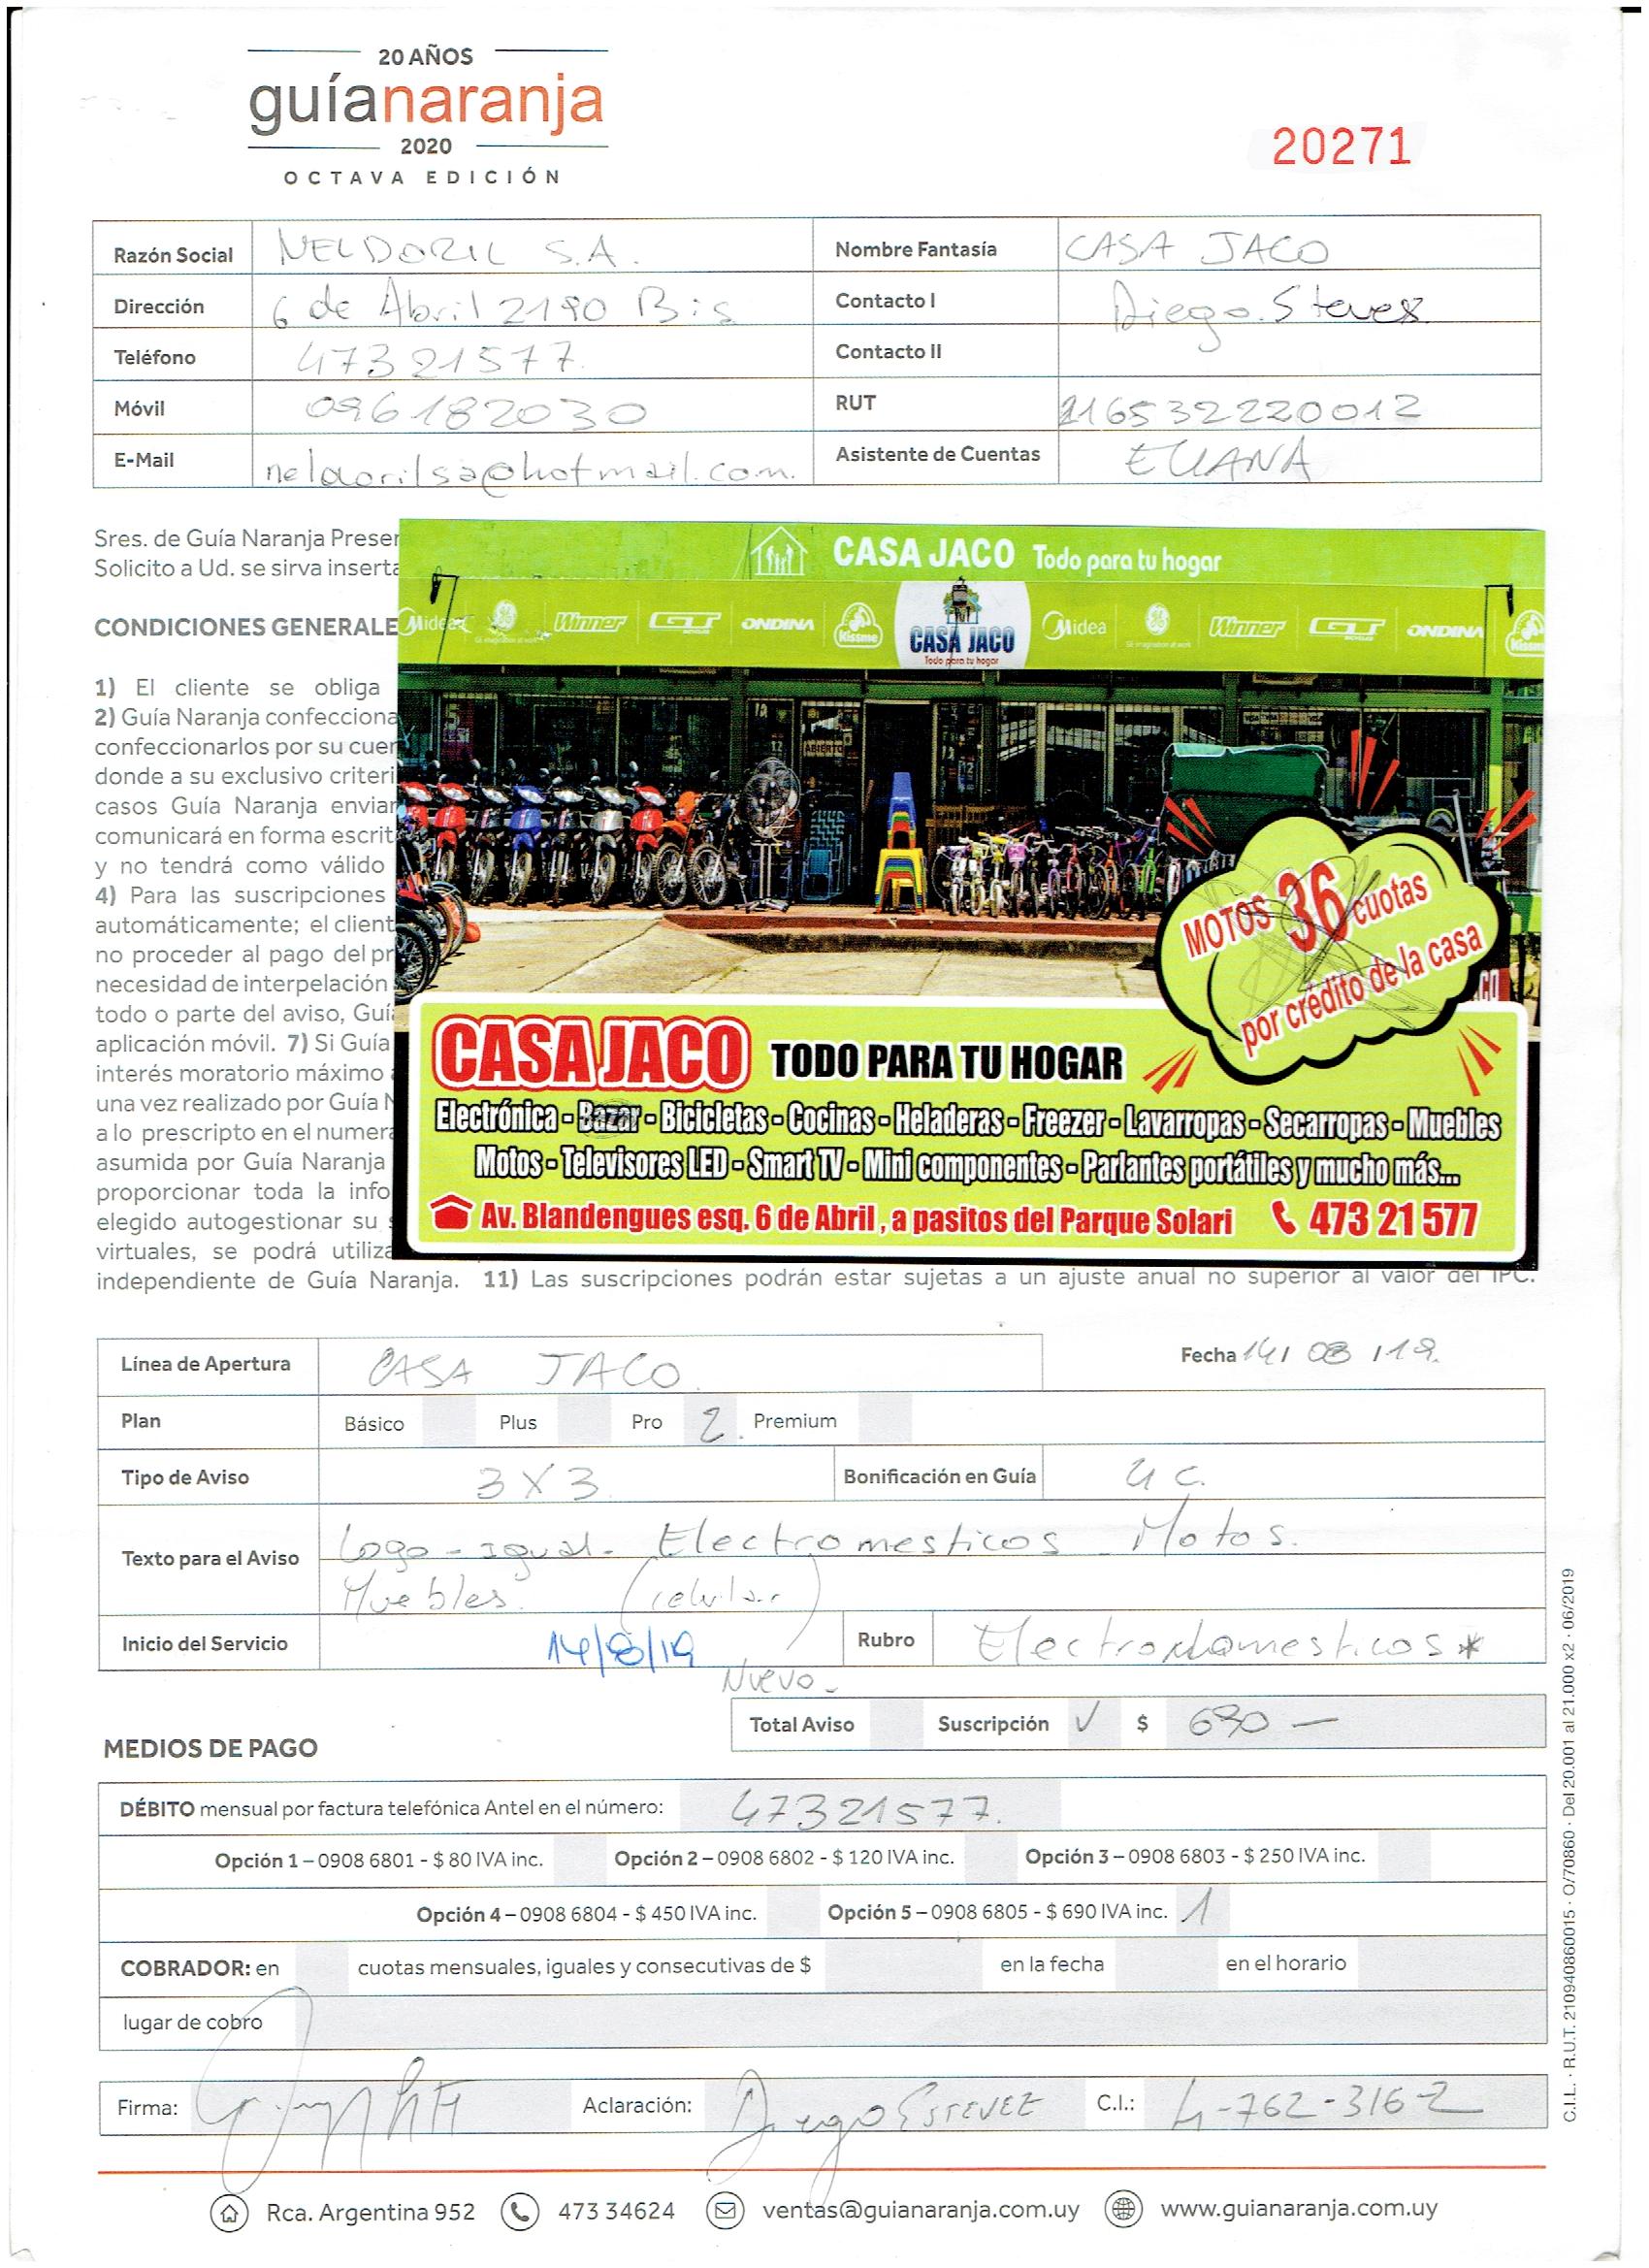 20 AÑOS
guíanaranja
2020
OCTAVA EDICIÓN
20271
Razón Social NELDORIL S.A. Nombre Fantasía CASA JACO
Dirección 6 de Abril 2190 Bis Contacto I Diego. Stevez.
Teléfono 47321577. Contacto II
Móvil 096182030 RUT 216532220012
E-Mail neldorilsa@hotmail.com. Asistente de Cuentas ELIANA
Sres. de Guía Naranja Presen
Solicito a Ud. se sirva inserta
CONDICIONES GENERALE
1) El cliente se obliga
2) Guía Naranja confecciona
confeccionarlos por su cuen
donde a su exclusivo criteri
casos Guía Naranja enviar
comunicará en forma escrit
y no tendrá como válido
4) Para las suscripciones
automáticamente; el client
no proceder al pago del pr
necesidad de interpelación
todo o parte del aviso, Guí
aplicación móvil. 7) Si Guía
interés moratorio máximo
una vez realizado por Guía N
a lo prescripto en el numera
asumida por Guía Naranja
proporcionar toda la info
elegido autogestionar su s
virtuales, se podrá utiliza
independiente de Guía Naranja. 11) Las suscripciones podrán estar sujetas a un ajuste anual no superior al valor del IPC.
CASA JACO Todo para tu hogar
Midea Winner GT ONDINA Kissme CASA JACO Todo para tu hogar Midea Winner GT ONDINA Kissme
ABIERTO
MOTOS 36 cuotas
por crédito de la casa
CASA JACO TODO PARA TU HOGAR
Electrónica - Bazar - Bicicletas - Cocinas - Heladeras - Freezer - Lavarropas - Secarropas - Muebles
Motos - Televisores LED - Smart TV - Mini componentes - Parlantes portátiles y mucho más...
Av. Blandengues esq. 6 de Abril , a pasitos del Parque Solari 473 21 577
Línea de Apertura CASA JACO. Fecha 14/ 08 /19.
Plan Básico Plus Pro 2. Premium
Tipo de Aviso 3X3 Bonificación en Guía 4 C.
Texto para el Aviso Logo - igual - Electromesticos - Motos.
Muebles. (celular)
Inicio del Servicio 14/8/19 Rubro Electrodomesticos *
Nuevo -
Total Aviso Suscripción V $ 690 —
MEDIOS DE PAGO
DÉBITO mensual por factura telefónica Antel en el número: 47321577.
Opción 1 – 0908 6801 - $ 80 IVA inc. Opción 2 – 0908 6802 - $ 120 IVA inc. Opción 3 – 0908 6803 - $ 250 IVA inc.
Opción 4 – 0908 6804 - $ 450 IVA inc. Opción 5 – 0908 6805 - $ 690 IVA inc. 1
COBRADOR: en cuotas mensuales, iguales y consecutivas de $ en la fecha en el horario
lugar de cobro
Firma: Aclaración: Diego ESTEVEZ C.I.: 4-762-316-2
Rca. Argentina 952 473 34624 ventas@guianaranja.com.uy www.guianaranja.com.uy
C.I.L. · R.U.T. 210940860015 · O/70860 · Del 20.001 al 21.000 x2 · 06/2019